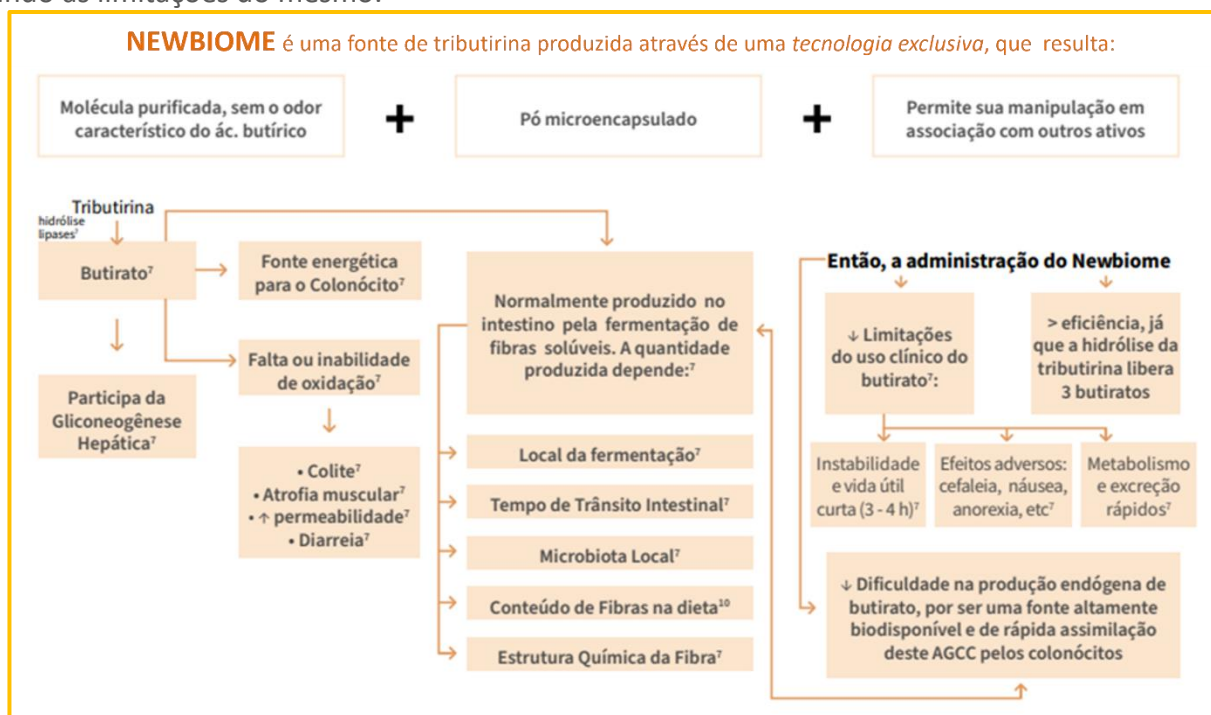 ando as limitações do mesmo.
NEWBIOME é uma fonte de tributirina produzida através de uma tecnologia exclusiva, que resulta:
Molécula purificada, sem o odor
característico do ác. butírico
+
Pó microencapsulado
+
Permite sua manipulação em
associação com outros ativos
Tributirina
hidrólise
lipases⁷
Butirato⁷
Participa da
Gliconeogênese
Hepática⁷
Fonte energética
para o Colonócito⁷
Falta ou inabilidade
de oxidação⁷
• Colite⁷
• Atrofia muscular⁷
• ↑ permeabilidade⁷
• Diarreia⁷
Normalmente produzido no
intestino pela fermentação de
fibras solúveis. A quantidade
produzida depende:⁷
Local da fermentação⁷
Tempo de Trânsito Intestinal⁷
Microbiota Local⁷
Conteúdo de Fibras na dieta¹⁰
Estrutura Química da Fibra⁷
Então, a administração do Newbiome
↓ Limitações
do uso clínico do
butirato⁷:
> eficiência, já
que a hidrólise da
tributirina libera
3 butiratos
Instabilidade
e vida útil
curta (3 - 4 h)⁷
Efeitos adversos:
cefaleia, náusea,
anorexia, etc⁷
Metabolismo
e excreção
rápidos⁷
↓ Dificuldade na produção endógena de
butirato, por ser uma fonte altamente
biodisponível e de rápida assimilação
deste AGCC pelos colonócitos